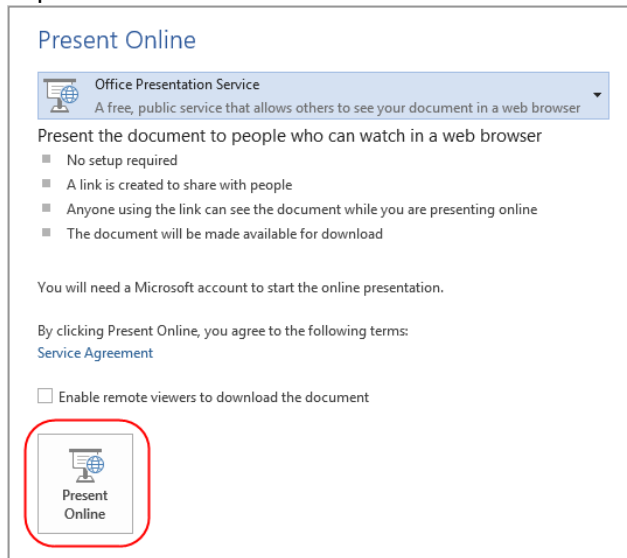 Present Online
Office Presentation Service
A free, public service that allows others to see your document in a web browser
Present the document to people who can watch in a web browser
No setup required
A link is created to share with people
Anyone using the link can see the document while you are presenting online
The document will be made available for download
You will need a Microsoft account to start the online presentation.
By clicking Present Online, you agree to the following terms:
Service Agreement
Enable remote viewers to download the document
Present
Online